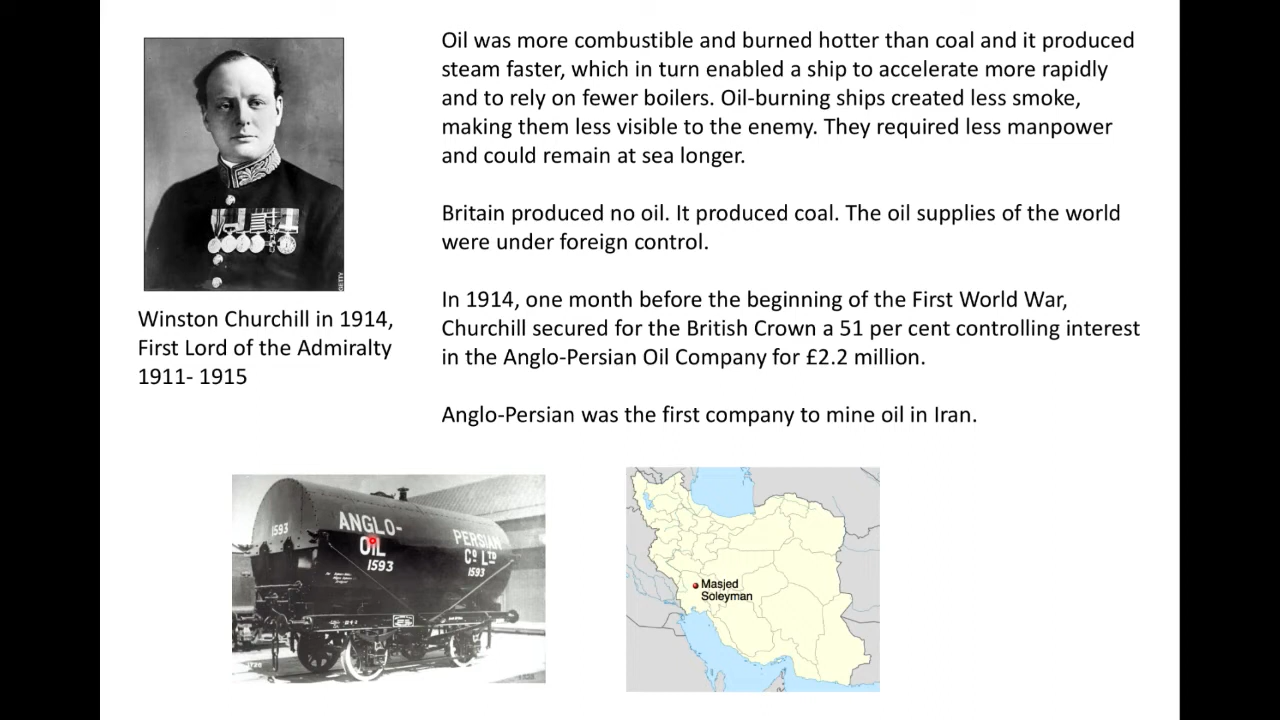 Oil was more combustible and burned hotter than coal and it produced
steam faster, which in turn enabled a ship to accelerate more rapidly
and to rely on fewer boilers. Oil-burning ships created less smoke,
making them less visible to the enemy. They required less manpower
and could remain at sea longer.
Britain produced no oil. It produced coal. The oil supplies of the world
were under foreign control.
In 1914, one month before the beginning of the First World War,
Churchill secured for the British Crown a 51 per cent controlling interest
in the Anglo-Persian Oil Company for £2.2 million.
Anglo-Persian was the first company to mine oil in Iran.
GETTY
Winston Churchill in 1914,
First Lord of the Admiralty
1911- 1915
1593
ANGLO-
OIL
1593
PERSIAN
Co LTD
1593
Masjed
Soleyman